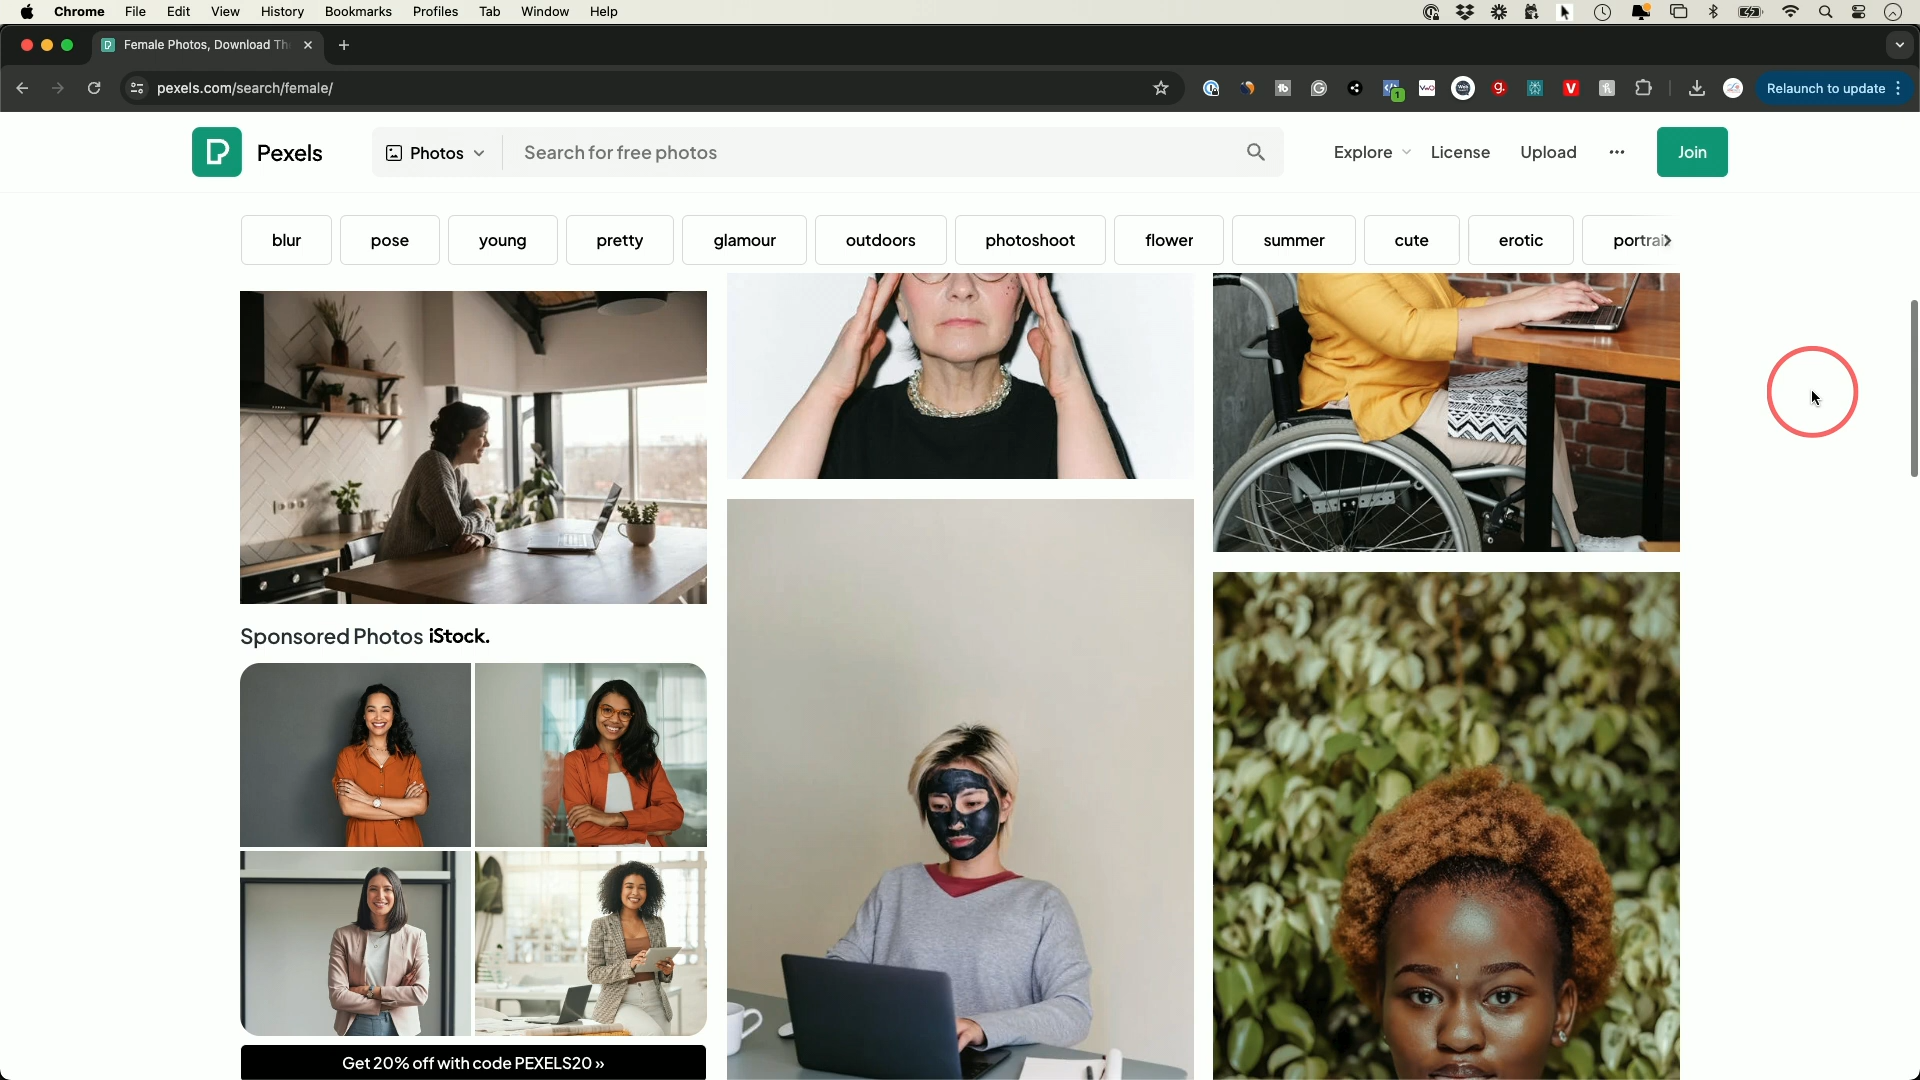 Chrome File Edit View History Bookmarks Profiles Tab Window Help
Female Photos, Download Th
pexels.com/search/female/
Relaunch to update
Pexels
Photos
Search for free photos
Explore License Upload
Join
blur pose young pretty glamour outdoors photoshoot flower summer cute erotic portrai
Sponsored Photos iStock.
Get 20% off with code PEXELS20 »